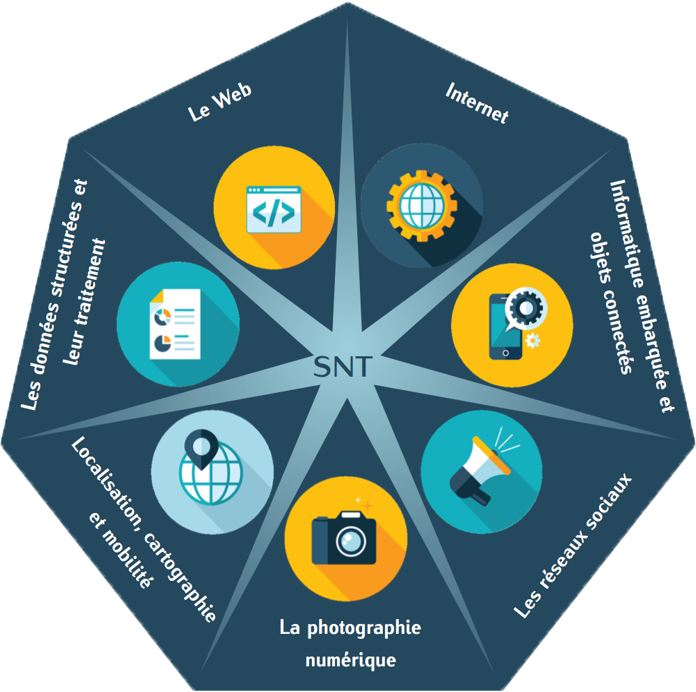 Le Web
Internet
Les données structurées et
leur traitement
Informatique embarquée et
objets connectés
SNT
</>
Localisation, cartographie
et mobilité
Les réseaux sociaux
La photographie
numérique